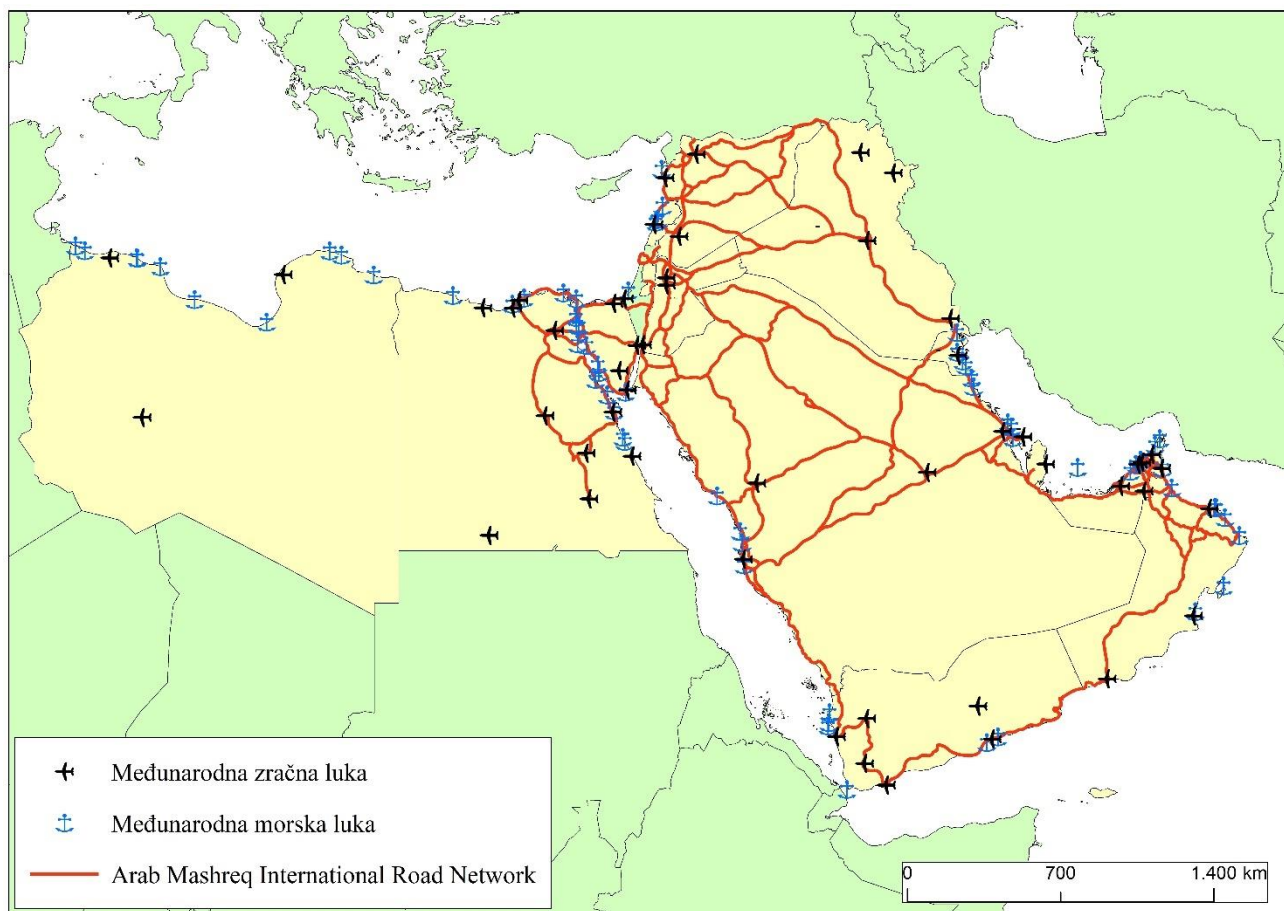 Međunarodna zračna luka
Međunarodna morska luka
Arab Mashreq International Road Network
0 700 1.400 km